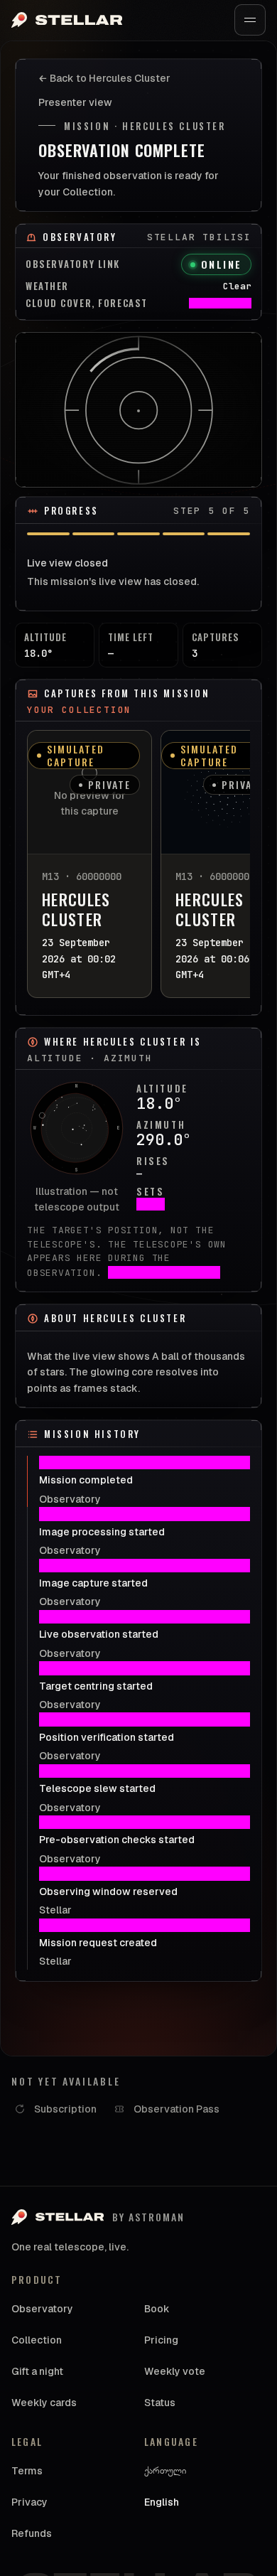 STELLAR
← Back to Hercules Cluster
Presenter view
MISSION · HERCULES CLUSTER
OBSERVATION COMPLETE
Your finished observation is ready for
your Collection.
OBSERVATORY STELLAR TBILISI
OBSERVATORY LINK ONLINE
WEATHER Clear
CLOUD COVER, FORECAST
PROGRESS STEP 5 OF 5
Live view closed
This mission's live view has closed.
ALTITUDE TIME LEFT CAPTURES
18.0° — 3
CAPTURES FROM THIS MISSION
YOUR COLLECTION
SIMULATED
CAPTURE
PRIVATE
No preview for
this capture
M13 · 60000000
HERCULES
CLUSTER
23 September
2026 at 00:02
GMT+4
SIMULATED
CAPTURE
PRIVA
M13 · 6000000
HERCULES
CLUSTER
23 September
2026 at 00:06
GMT+4
WHERE HERCULES CLUSTER IS
ALTITUDE · AZIMUTH
N
W E
S
Illustration — not
telescope output
ALTITUDE
18.0°
AZIMUTH
290.0°
RISES
—
SETS
THE TARGET'S POSITION, NOT THE
TELESCOPE'S. THE TELESCOPE'S OWN
APPEARS HERE DURING THE
OBSERVATION.
ABOUT HERCULES CLUSTER
What the live view shows A ball of thousands
of stars. The glowing core resolves into
points as frames stack.
MISSION HISTORY
Mission completed
Observatory
Image processing started
Observatory
Image capture started
Observatory
Live observation started
Observatory
Target centring started
Observatory
Position verification started
Observatory
Telescope slew started
Observatory
Pre-observation checks started
Observatory
Observing window reserved
Stellar
Mission request created
Stellar
NOT YET AVAILABLE
Subscription Observation Pass
STELLAR BY ASTROMAN
One real telescope, live.
PRODUCT
Observatory Book
Collection Pricing
Gift a night Weekly vote
Weekly cards Status
LEGAL LANGUAGE
Terms ქართული
Privacy English
Refunds